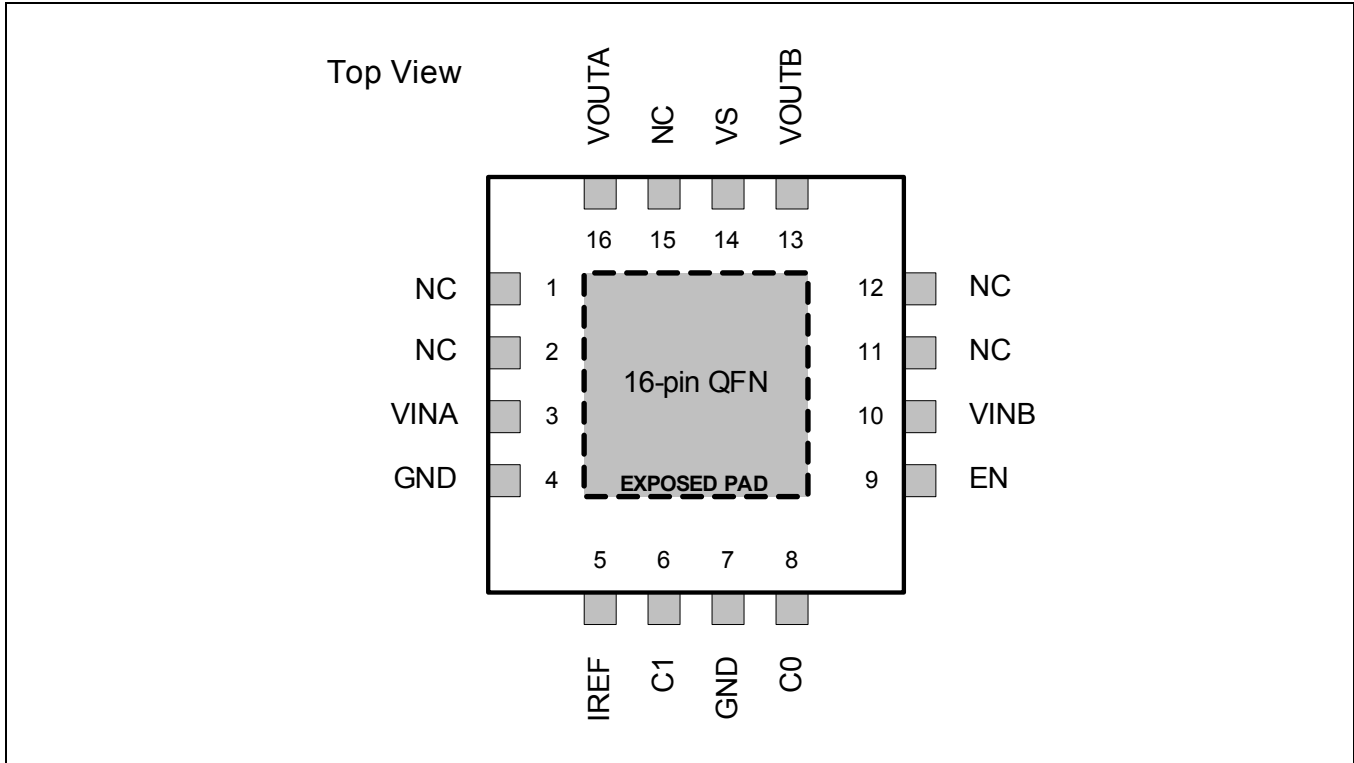 Top View
VOUTA
NC
VS
VOUTB
16 15 14 13
NC 1
NC 2
VINA 3
GND 4
12 NC
11 NC
10 VINB
9 EN
16-pin QFN
EXPOSED PAD
5 6 7 8
IREF
C1
GND
C0